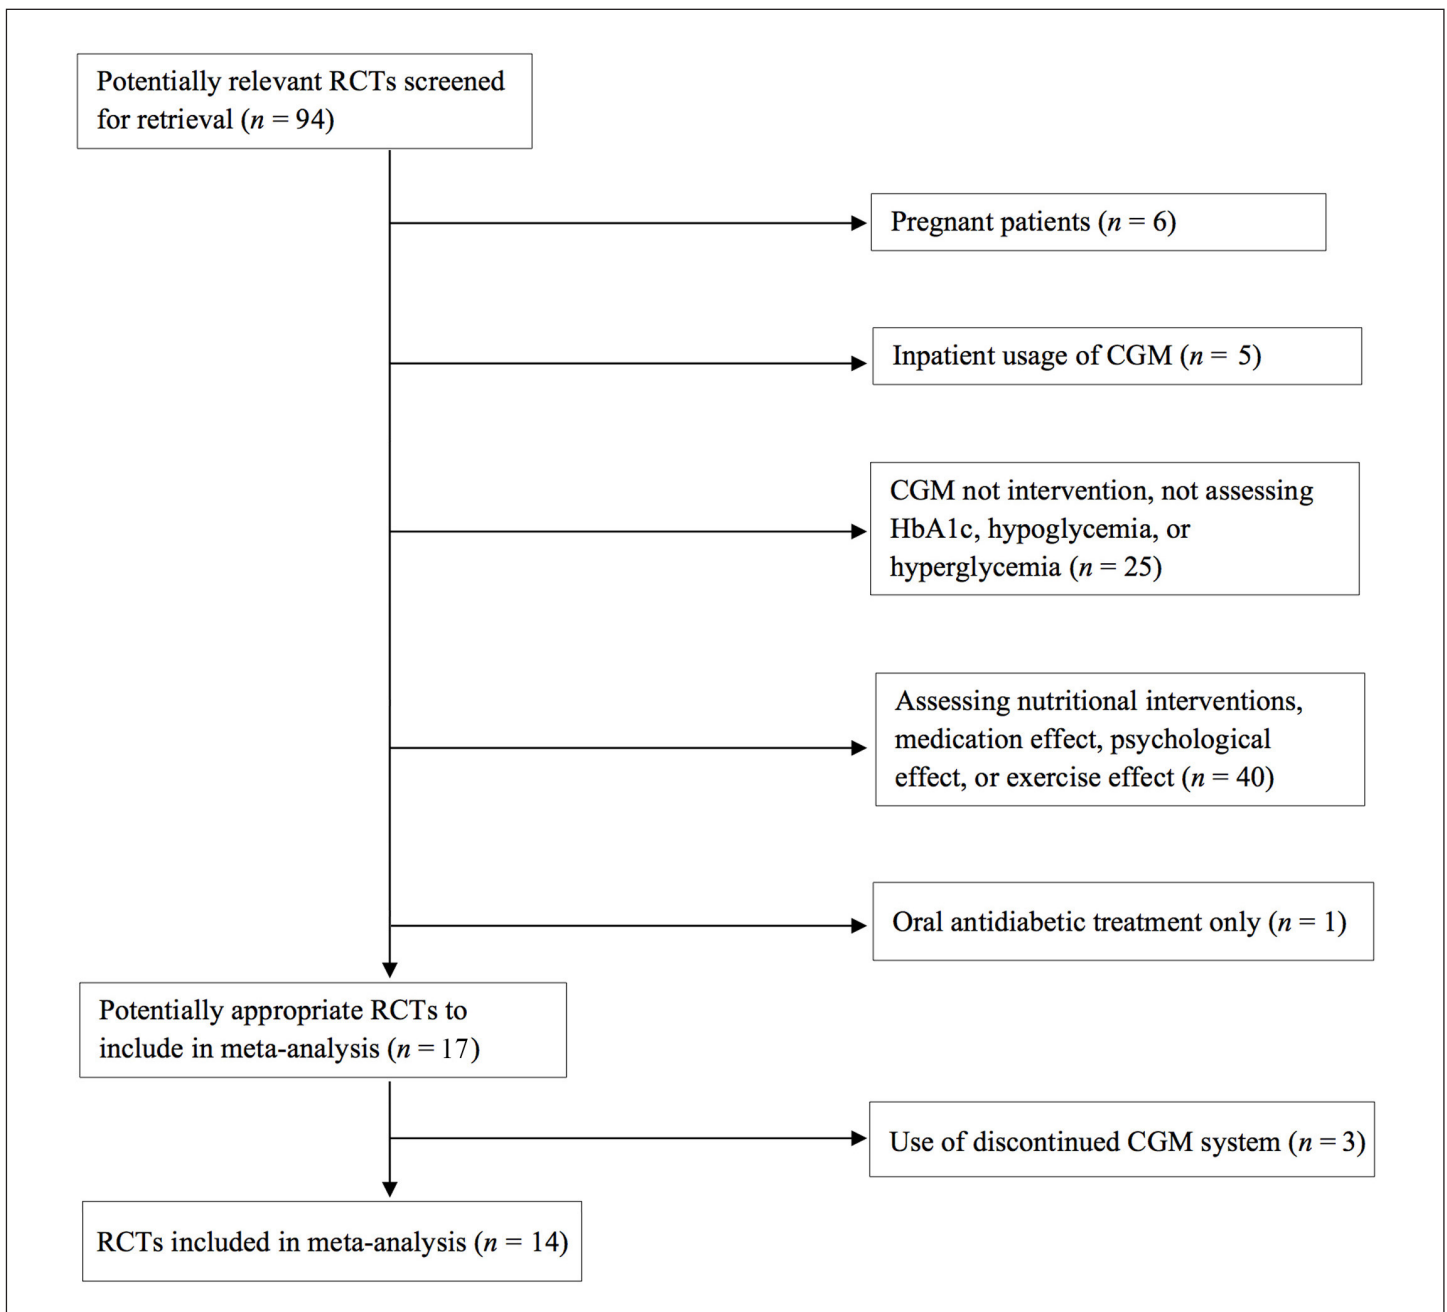 Potentially relevant RCTs screened
for retrieval (n = 94)
Pregnant patients (n = 6)
Inpatient usage of CGM (n = 5)
CGM not intervention, not assessing
HbA1c, hypoglycemia, or
hyperglycemia (n = 25)
Assessing nutritional interventions,
medication effect, psychological
effect, or exercise effect (n = 40)
Oral antidiabetic treatment only (n = 1)
Potentially appropriate RCTs to
include in meta-analysis (n = 17)
Use of discontinued CGM system (n = 3)
RCTs included in meta-analysis (n = 14)